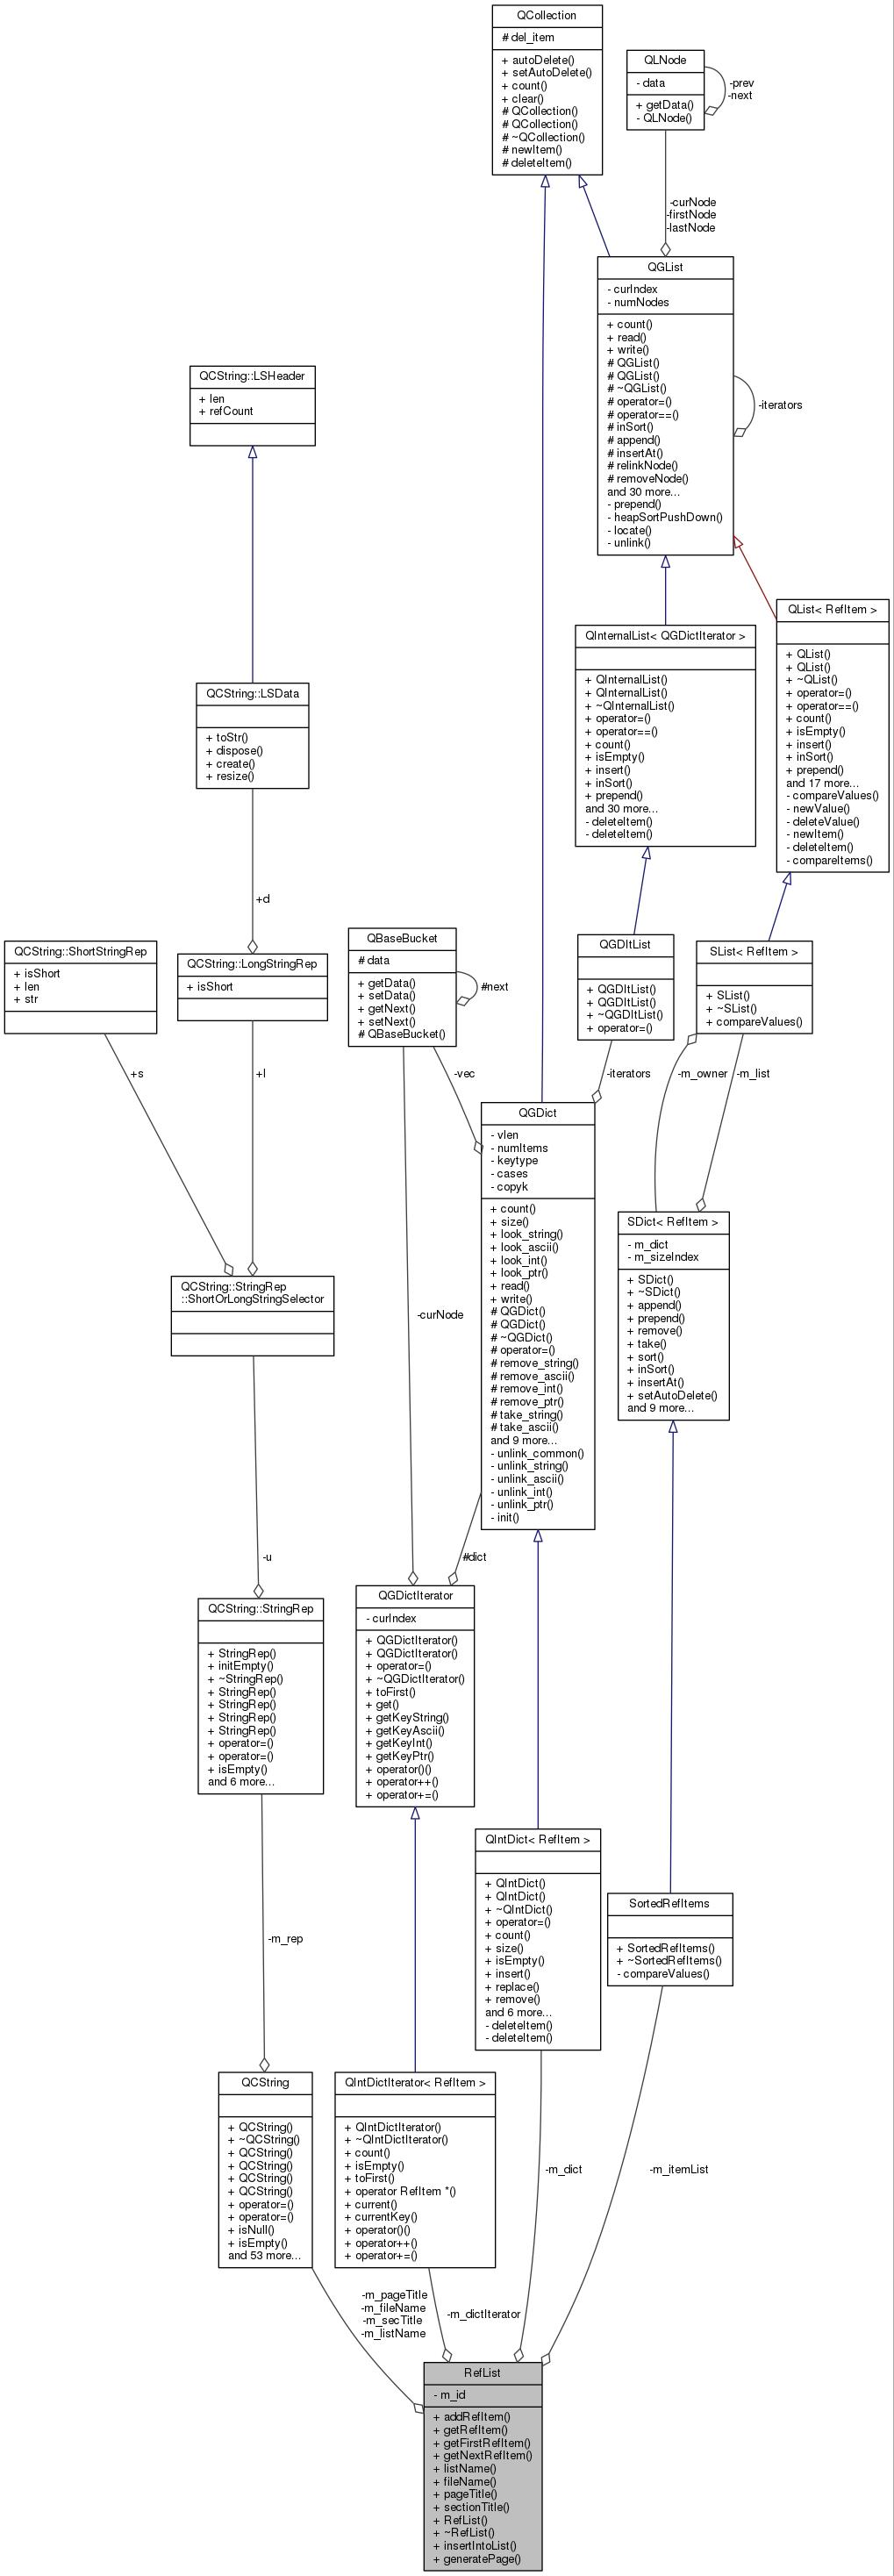 QCollection
# del_item
+ autoDelete()
+ setAutoDelete()
+ count()
+ clear()
# QCollection()
# QCollection()
# ~QCollection()
# newItem()
# deleteItem()
QLNode
- data
+ getData()
- QLNode()
-prev
-next
-curNode
-firstNode
-lastNode
QGList
- curIndex
- numNodes
+ count()
+ read()
+ write()
# QGList()
# QGList()
# ~QGList()
# operator=()
# operator==()
# inSort()
# append()
# insertAt()
# relinkNode()
# removeNode()
and 30 more...
- prepend()
- heapSortPushDown()
- locate()
- unlink()
-iterators
QCString::LSHeader
+ len
+ refCount
QInternalList< QGDictIterator >
+ QInternalList()
+ QInternalList()
+ ~QInternalList()
+ operator=()
+ operator==()
+ count()
+ isEmpty()
+ insert()
+ inSort()
+ prepend()
and 30 more...
- deleteItem()
- deleteItem()
QList< RefItem >
+ QList()
+ QList()
+ ~QList()
+ operator=()
+ operator==()
+ count()
+ isEmpty()
+ insert()
+ inSort()
+ prepend()
and 17 more...
- compareValues()
- newValue()
- deleteValue()
- newItem()
- deleteItem()
- compareItems()
QCString::LSData
+ toStr()
+ dispose()
+ create()
+ resize()
+d
QCString::ShortStringRep
+ isShort
+ len
+ str
QCString::LongStringRep
+ isShort
QBaseBucket
# data
+ getData()
+ setData()
+ getNext()
+ setNext()
# QBaseBucket()
#next
QGDItList
+ QGDItList()
+ QGDItList()
+ ~QGDItList()
+ operator=()
SList< RefItem >
+ SList()
+ ~SList()
+ compareValues()
+s
+l
-vec
-iterators
-m_owner
-m_list
QGDict
- vlen
- numItems
- keytype
- cases
- copyk
+ count()
+ size()
+ look_string()
+ look_ascii()
+ look_int()
+ look_ptr()
+ read()
+ write()
# QGDict()
# QGDict()
# ~QGDict()
# operator=()
# remove_string()
# remove_ascii()
# remove_int()
# remove_ptr()
# take_string()
# take_ascii()
and 9 more...
- unlink_common()
- unlink_string()
- unlink_ascii()
- unlink_int()
- unlink_ptr()
- init()
SDict< RefItem >
- m_dict
- m_sizeIndex
+ SDict()
+ ~SDict()
+ append()
+ prepend()
+ remove()
+ take()
+ sort()
+ inSort()
+ insertAt()
+ setAutoDelete()
and 9 more...
QCString::StringRep
::ShortOrLongStringSelector
-curNode
-u
#dict
QCString::StringRep
+ StringRep()
+ initEmpty()
+ ~StringRep()
+ StringRep()
+ StringRep()
+ StringRep()
+ StringRep()
+ operator=()
+ operator=()
+ isEmpty()
and 6 more...
QGDictIterator
- curIndex
+ QGDictIterator()
+ QGDictIterator()
+ operator=()
+ ~QGDictIterator()
+ toFirst()
+ get()
+ getKeyString()
+ getKeyAscii()
+ getKeyInt()
+ getKeyPtr()
+ operator()()
+ operator++()
+ operator+=()
QIntDict< RefItem >
+ QIntDict()
+ QIntDict()
+ ~QIntDict()
+ operator=()
+ count()
+ size()
+ isEmpty()
+ insert()
+ replace()
+ remove()
and 6 more...
- deleteItem()
- deleteItem()
SortedRefItems
+ SortedRefItems()
+ ~SortedRefItems()
- compareValues()
-m_rep
QCString
+ QCString()
+ ~QCString()
+ QCString()
+ QCString()
+ QCString()
+ QCString()
+ operator=()
+ operator=()
+ isNull()
+ isEmpty()
and 53 more...
QIntDictIterator< RefItem >
+ QIntDictIterator()
+ ~QIntDictIterator()
+ count()
+ isEmpty()
+ toFirst()
+ operator RefItem *()
+ current()
+ currentKey()
+ operator()()
+ operator++()
+ operator+=()
-m_dict
-m_itemList
-m_pageTitle
-m_fileName
-m_secTitle
-m_listName
-m_dictIterator
RefList
- m_id
+ addRefItem()
+ getRefItem()
+ getFirstRefItem()
+ getNextRefItem()
+ listName()
+ fileName()
+ pageTitle()
+ sectionTitle()
+ RefList()
+ ~RefList()
+ insertIntoList()
+ generatePage()